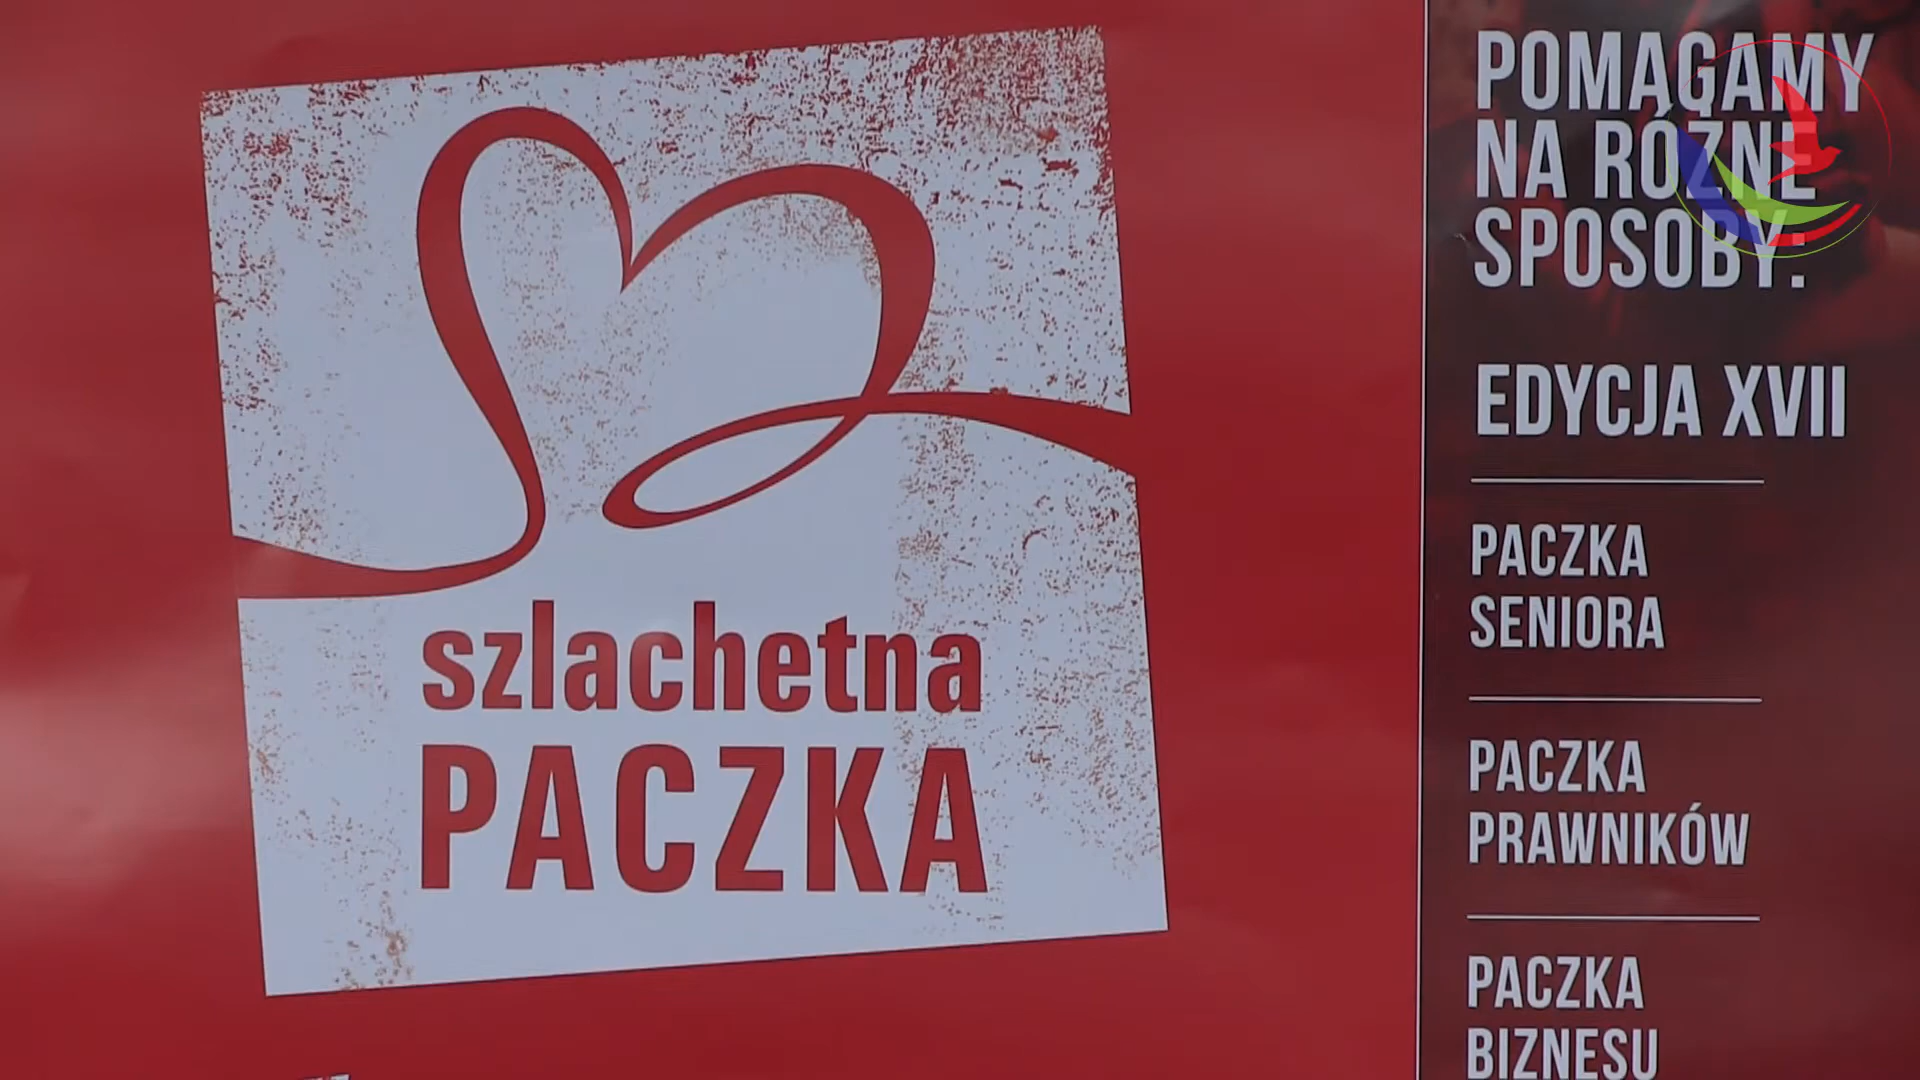 szlachetna
PACZKA
POMAGAMY
NA RÓŻNE
SPOSOBY:
EDYCJA XVII
PACZKA
SENIORA
PACZKA
PRAWNIKÓW
PACZKA
BIZNESU